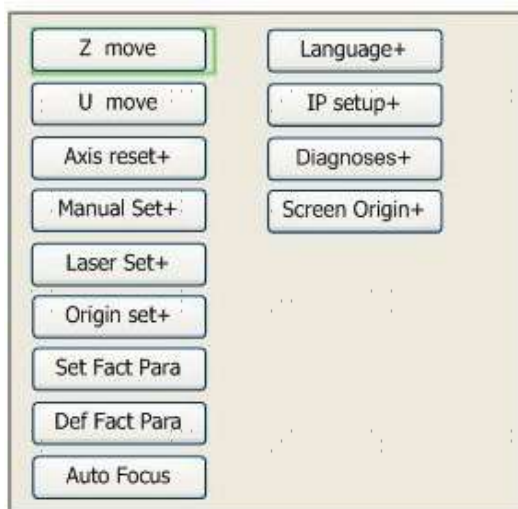 Z move
U move
Axis reset+
Manual Set+
Laser Set+
Origin set+
Set Fact Para
Def Fact Para
Auto Focus
Language+
IP setup+
Diagnoses+
Screen Origin+